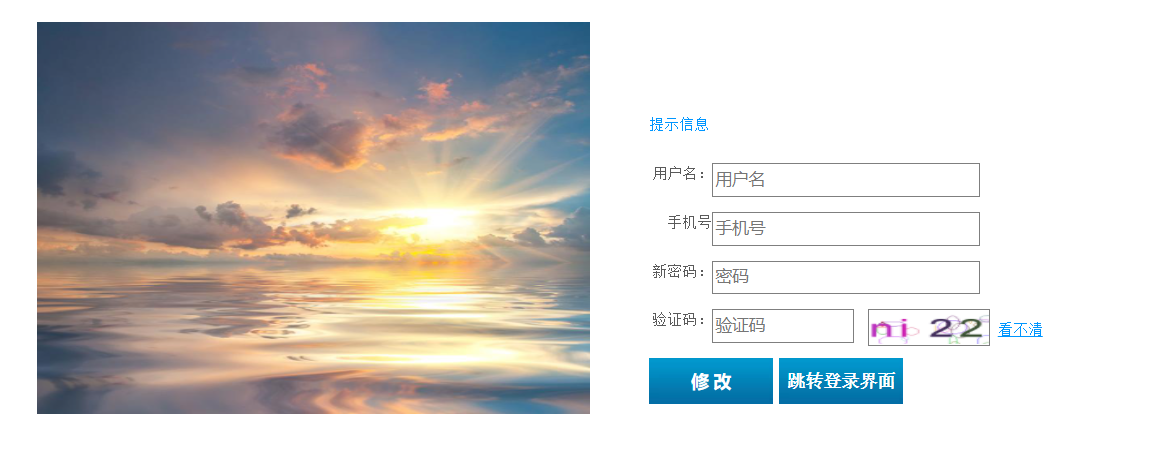 提示信息
用户名： 用户名
手机号 手机号
新密码： 密码
验证码： 验证码 ni 22 看不清
修改 跳转登录界面